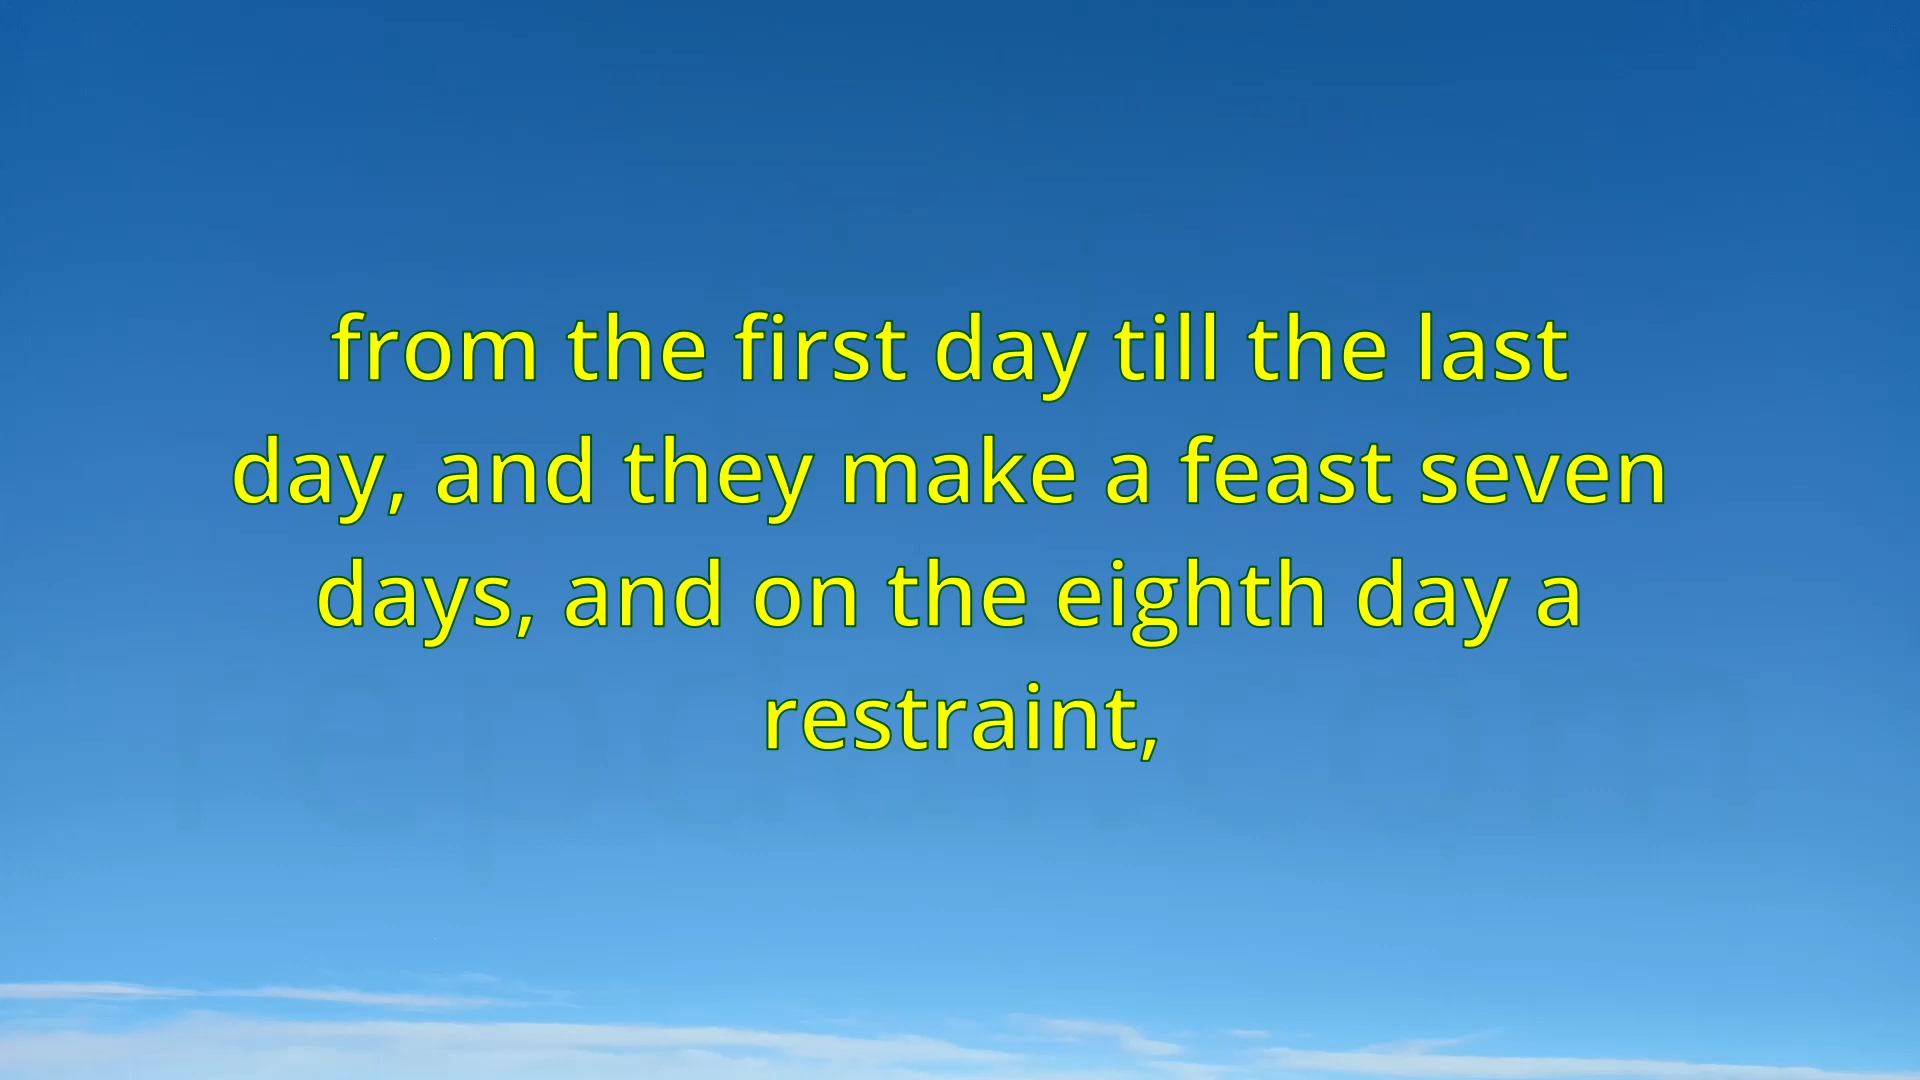 from the first day till the last
day, and they make a feast seven
days, and on the eighth day a
restraint,